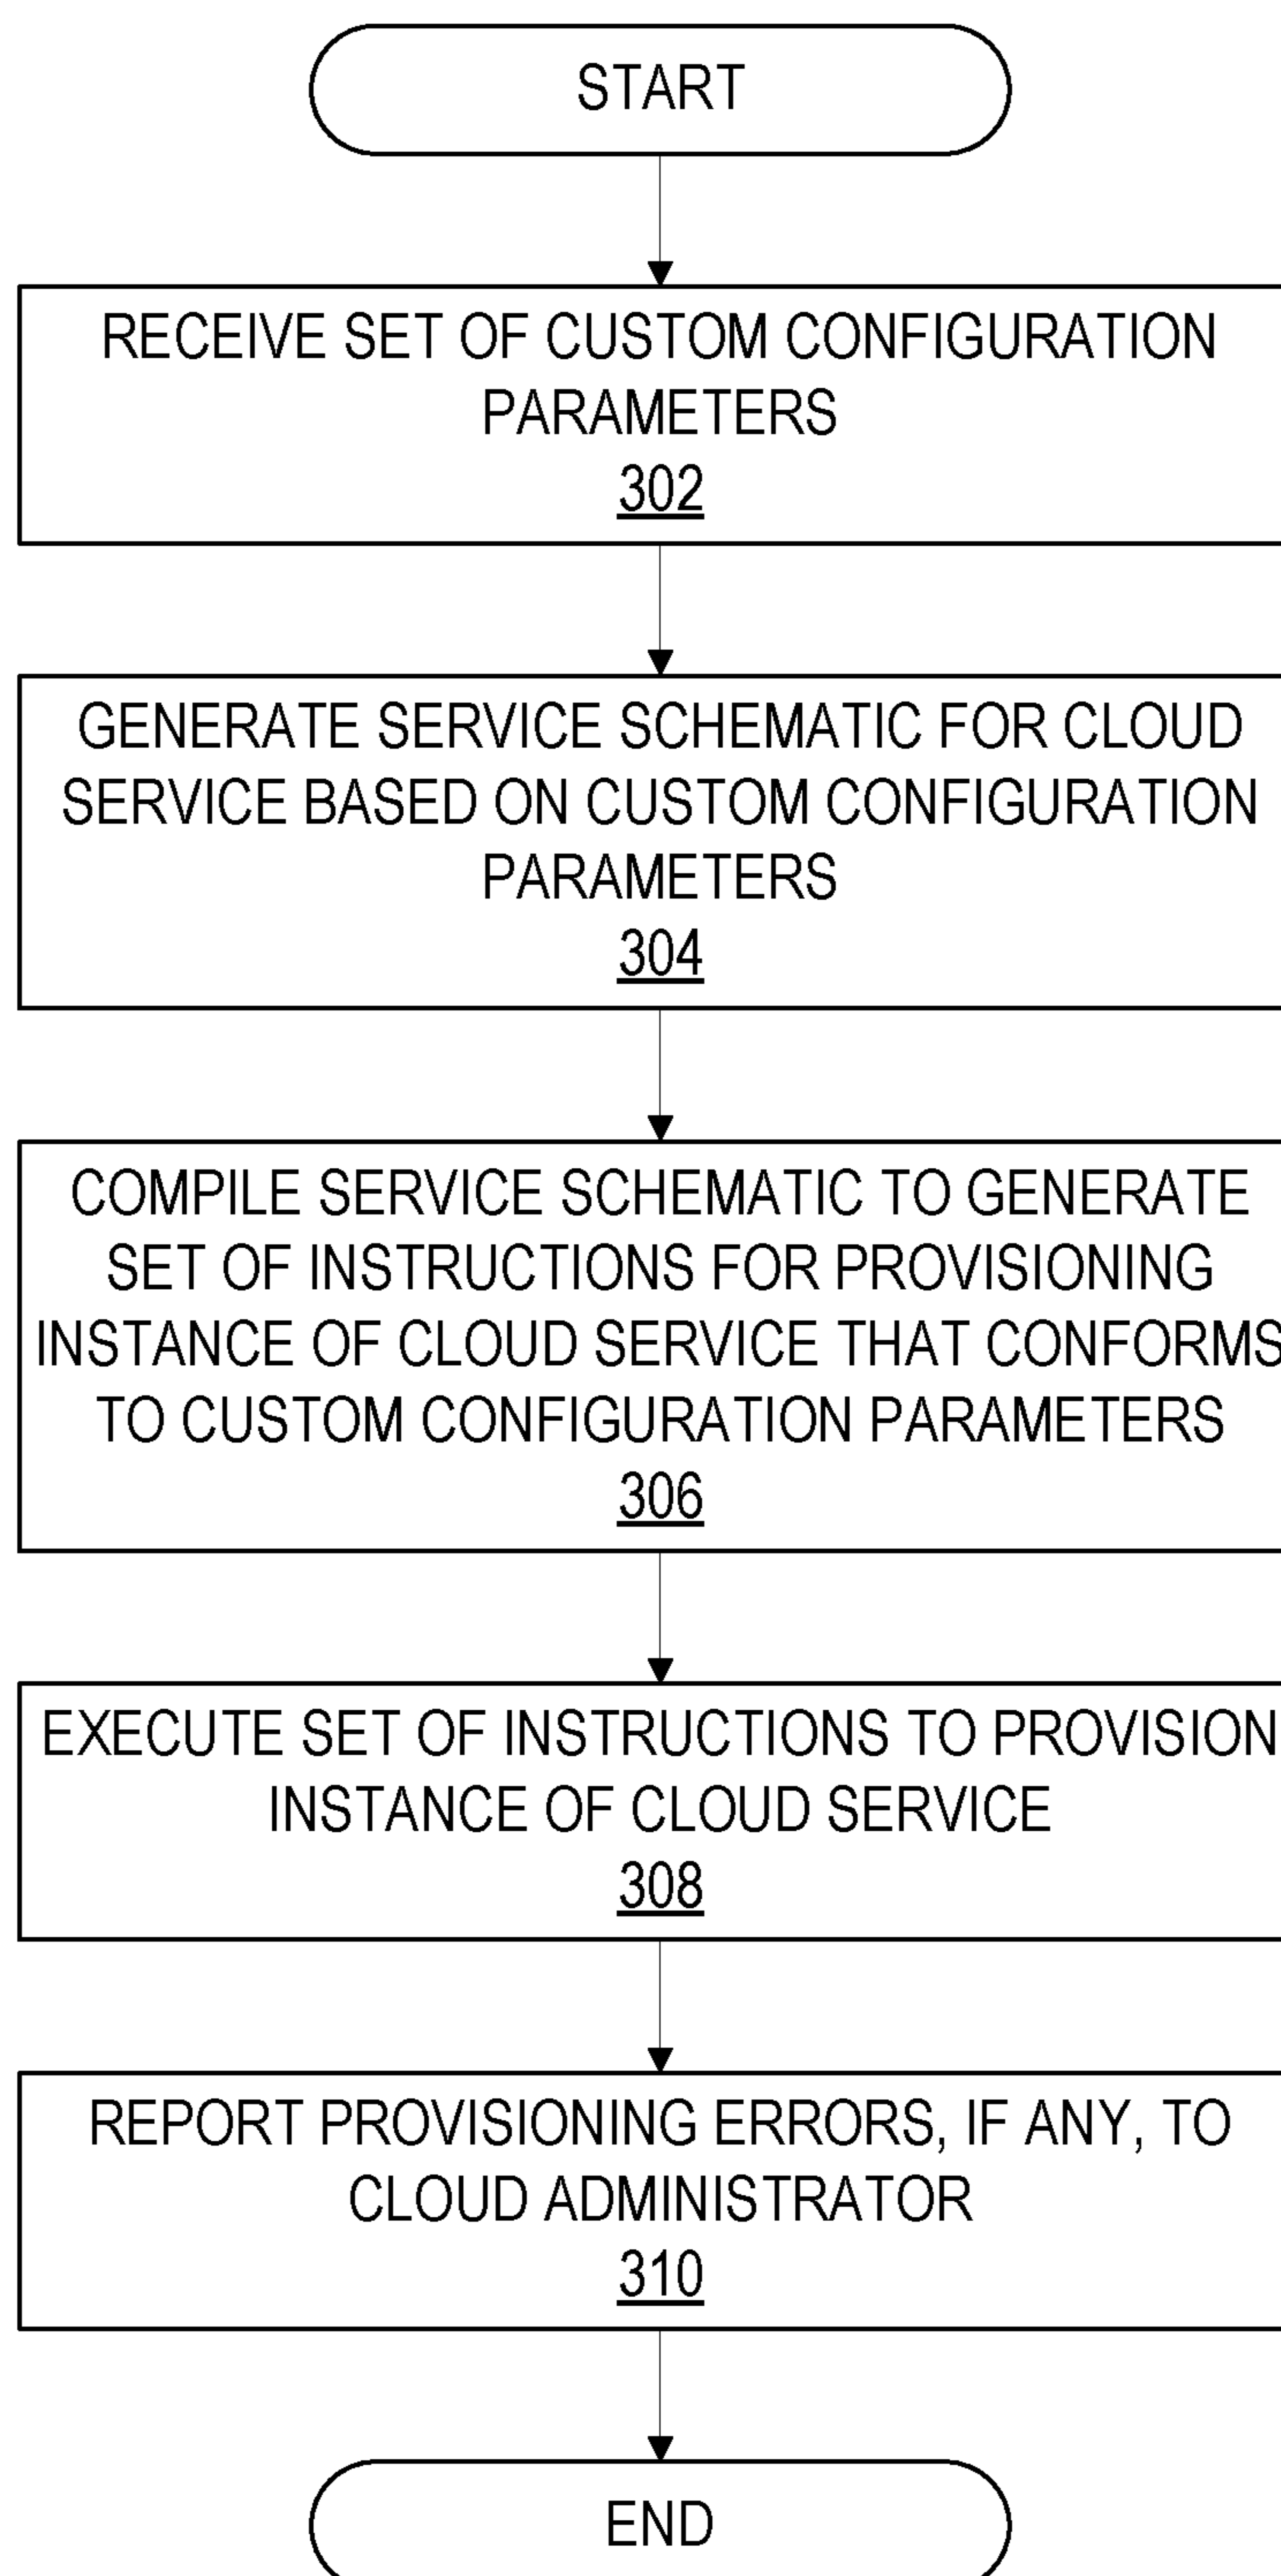 START
RECEIVE SET OF CUSTOM CONFIGURATION
PARAMETERS
302
GENERATE SERVICE SCHEMATIC FOR CLOUD
SERVICE BASED ON CUSTOM CONFIGURATION
PARAMETERS
304
COMPILE SERVICE SCHEMATIC TO GENERATE
SET OF INSTRUCTIONS FOR PROVISIONING
INSTANCE OF CLOUD SERVICE THAT CONFORMS
TO CUSTOM CONFIGURATION PARAMETERS
306
EXECUTE SET OF INSTRUCTIONS TO PROVISION
INSTANCE OF CLOUD SERVICE
308
REPORT PROVISIONING ERRORS, IF ANY, TO
CLOUD ADMINISTRATOR
310
END